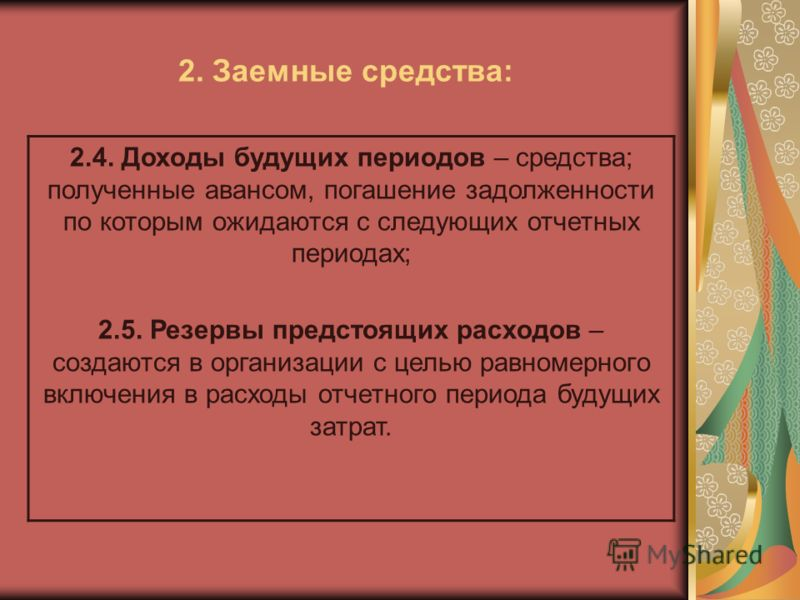 2. Заемные средства:
2.4. Доходы будущих периодов – средства;
полученные авансом, погашение задолженности
по которым ожидаются с следующих отчетных
периодах;
2.5. Резервы предстоящих расходов –
создаются в организации с целью равномерного
включения в расходы отчетного периода будущих
затрат.
MyShared